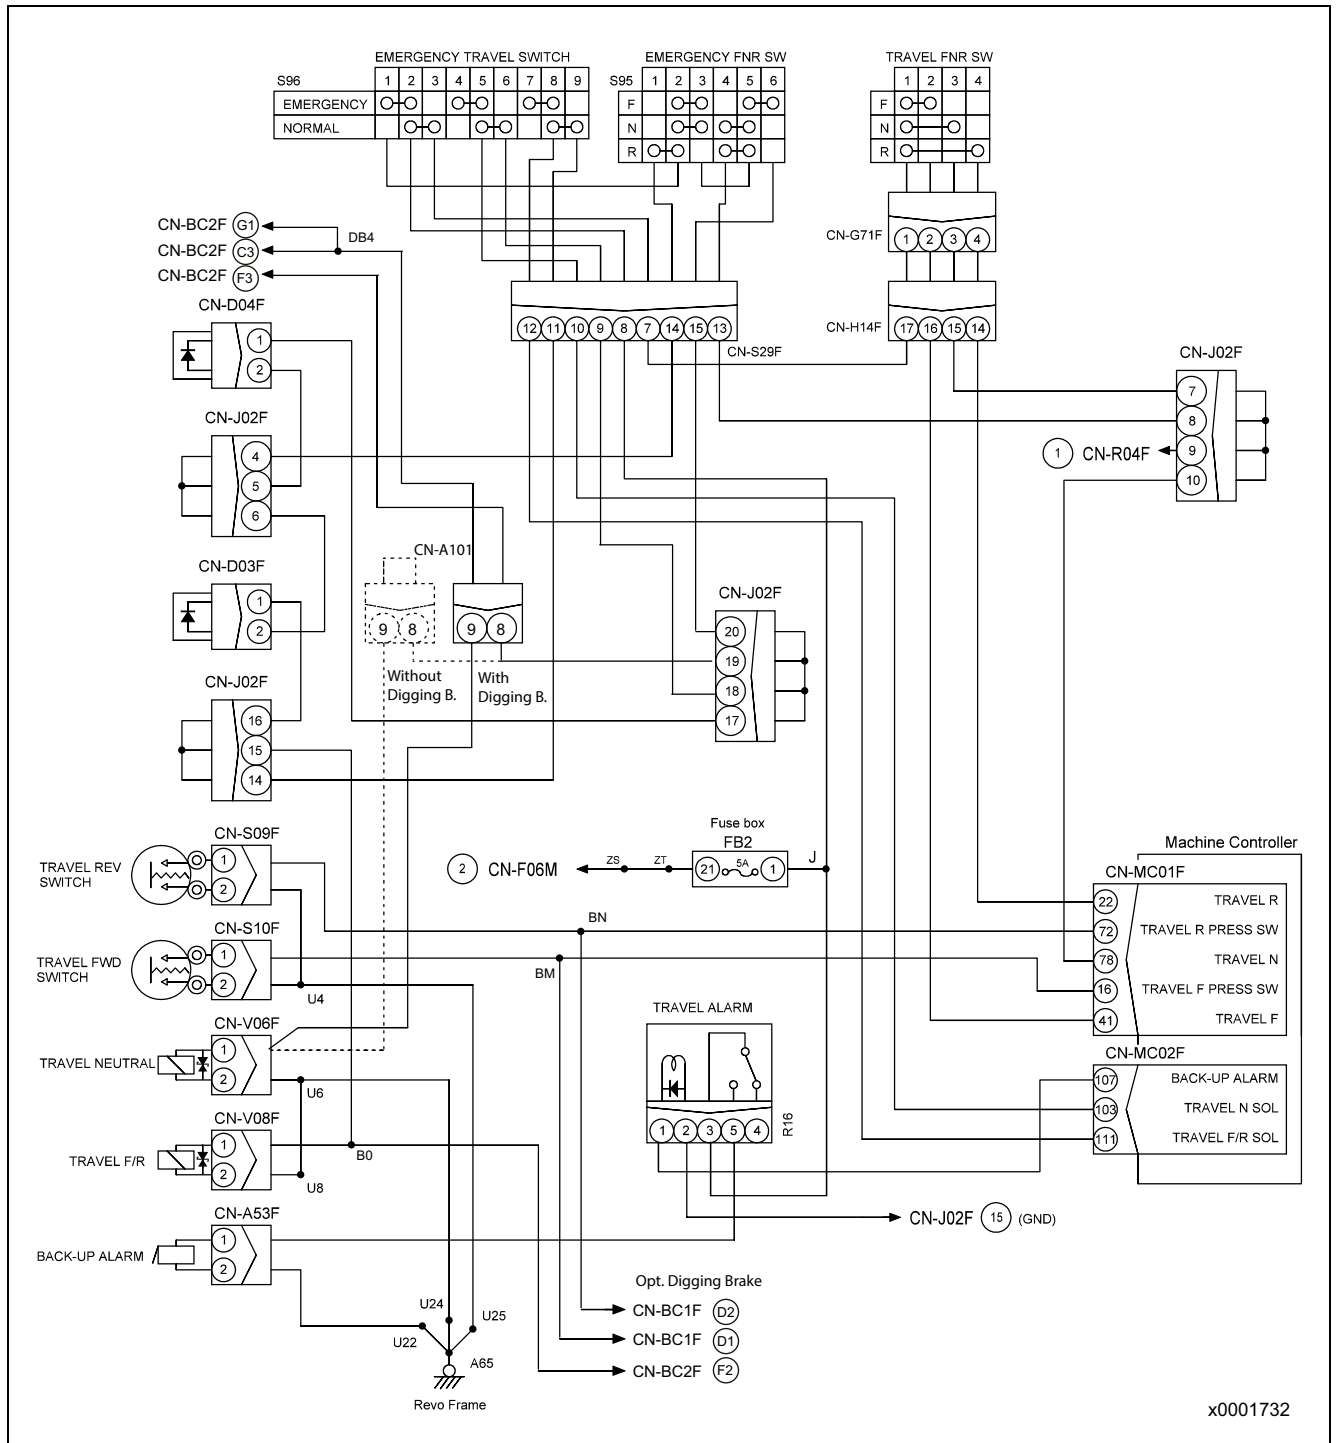 EMERGENCY TRAVEL SWITCH
S96 1 2 3 4 5 6 7 8 9
EMERGENCY
NORMAL
EMERGENCY FNR SW
S95 1 2 3 4 5 6
F
N
R
TRAVEL FNR SW
1 2 3 4
F
N
R
CN-G71F
1 2 3 4
CN-H14F
17 16 15 14
CN-BC2F G1
CN-BC2F C3
CN-BC2F F3
DB4
12 11 10 9 8 7 14 15 13
CN-S29F
CN-D04F
1
2
CN-J02F
4
5
6
CN-D03F
1
2
CN-J02F
16
15
14
CN-J02F
7
8
9
10
1 CN-R04F
CN-A101
9 8
9 8
Without
Digging B.
With
Digging B.
CN-J02F
20
19
18
17
Fuse box
FB2
21 5A 1
J
2 CN-F06M
ZS
ZT
CN-S09F
TRAVEL REV
SWITCH
1
2
CN-S10F
TRAVEL FWD
SWITCH
1
2
U4
BN
BM
CN-V06F
TRAVEL NEUTRAL
1
2
U6
CN-V08F
TRAVEL F/R
1
2
B0
U8
CN-A53F
BACK-UP ALARM
1
2
TRAVEL ALARM
1 2 3 5 4
R16
Machine Controller
CN-MC01F
22 TRAVEL R
72 TRAVEL R PRESS SW
78 TRAVEL N
16 TRAVEL F PRESS SW
41 TRAVEL F
CN-MC02F
107 BACK-UP ALARM
103 TRAVEL N SOL
111 TRAVEL F/R SOL
CN-J02F 15 (GND)
Opt. Digging Brake
CN-BC1F D2
CN-BC1F D1
CN-BC2F F2
U24
U25
U22
A65
Revo Frame
x0001732